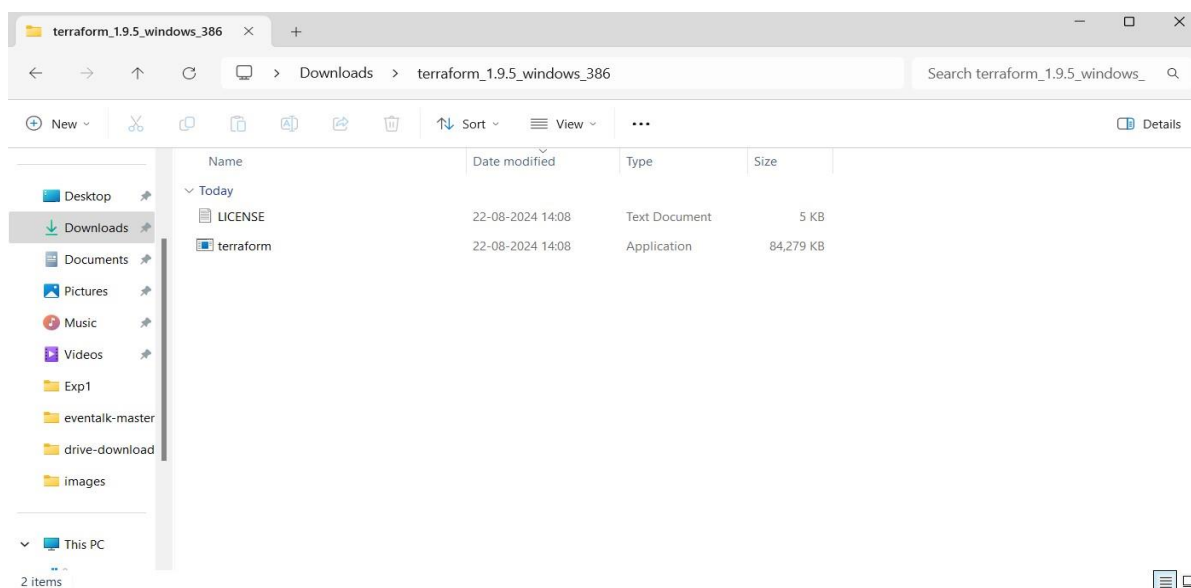 terraform_1.9.5_windows_386
Downloads > terraform_1.9.5_windows_386
Search terraform_1.9.5_windows_
New
Sort
View
Details
Name Date modified Type Size
Today
LICENSE 22-08-2024 14:08 Text Document 5 KB
terraform 22-08-2024 14:08 Application 84,279 KB
Desktop
Downloads
Documents
Pictures
Music
Videos
Exp1
eventalk-master
drive-download
images
This PC
2 items